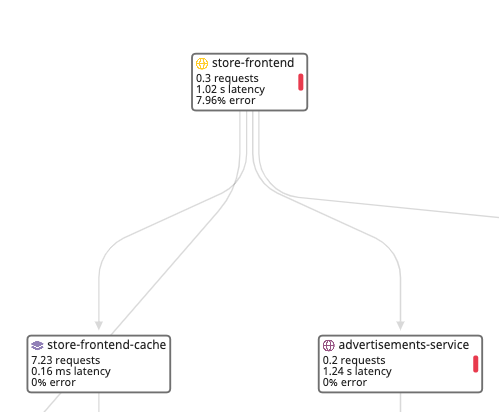 store-frontend
0.3 requests
1.02 s latency
7.96% error
store-frontend-cache
7.23 requests
0.16 ms latency
0% error
advertisements-service
0.2 requests
1.24 s latency
0% error